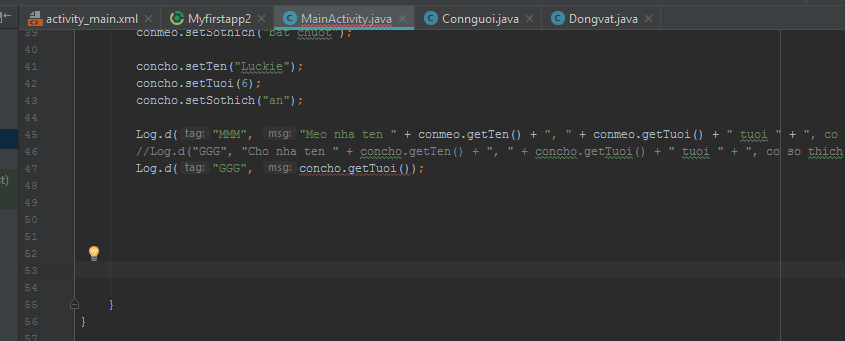 activity_main.xml × Myfirstapp2 × MainActivity.java × Connguoi.java × Dongvat.java ×
39 conmeo.setSothich("bat chuot");
40
41 concho.setTen("Luckie");
42 concho.setTuoi(6);
43 concho.setSothich("an");
44
45 Log.d( tag: "MMM", msg: "Meo nha ten " + conmeo.getTen() + ", " + conmeo.getTuoi() + " tuoi " + ", co
46 //Log.d("GGG", "Cho nha ten " + concho.getTen() + ", " + concho.getTuoi() + " tuoi " + ", co so thich
st) 47 Log.d( tag: "GGG", msg: concho.getTuoi());
48
49
50
51
52
53
54
55 }
56 }
57